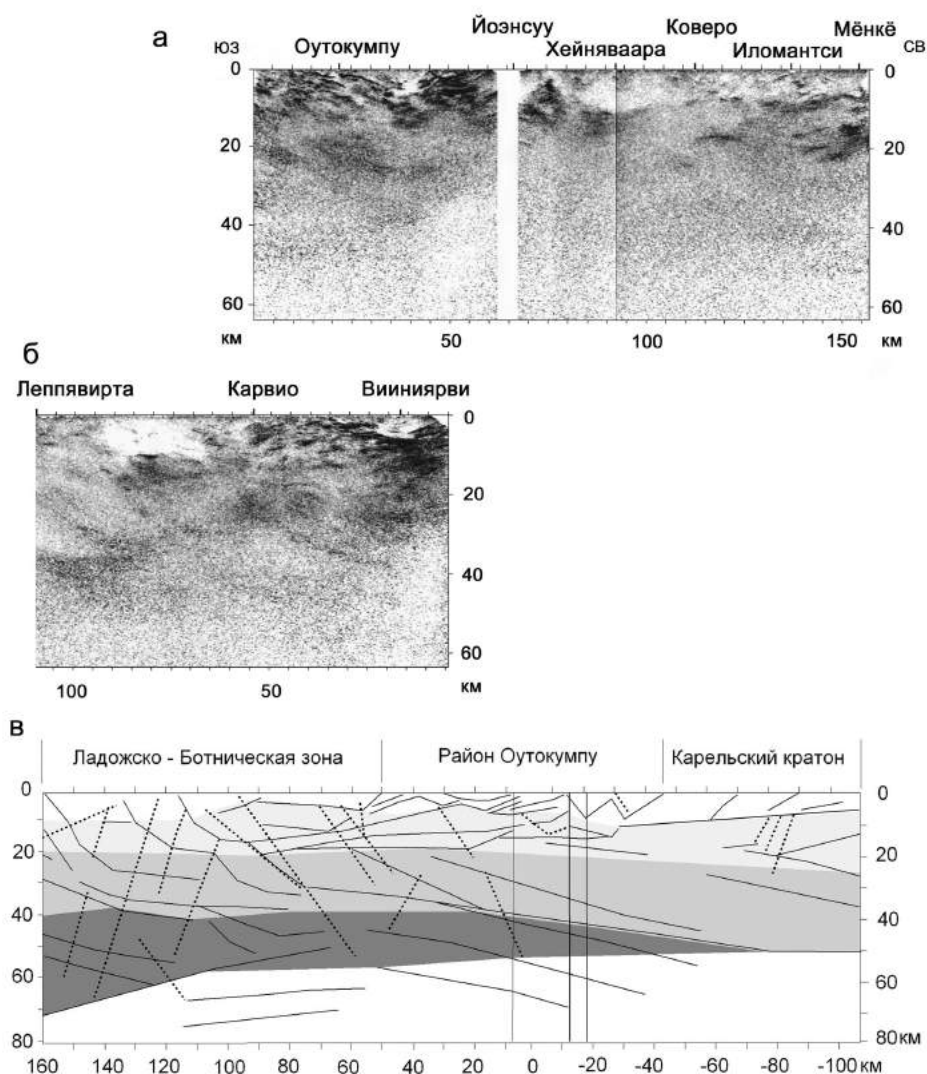 а
ЮЗ Оутокумпу Йоэнсуу Хейняваара Коверо Иломантси Мёнкё СВ
0 0
20 20
40 40
60 60
км 50 100 150 км
б
Леппявирта Карвио Вииниярви
0
20
40
60
100 50 км
в
Ладожско - Ботническая зона Район Оутокумпу Карельский кратон
0 0
20 20
40 40
60 60
80 80км
160 140 120 100 80 60 40 20 0 -20 -40 -60 -80 -100 км